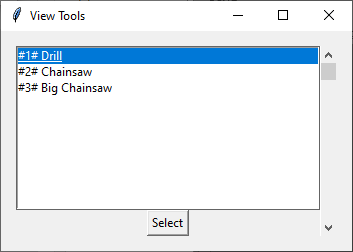 View Tools
#1# Drill
#2# Chainsaw
#3# Big Chainsaw
Select